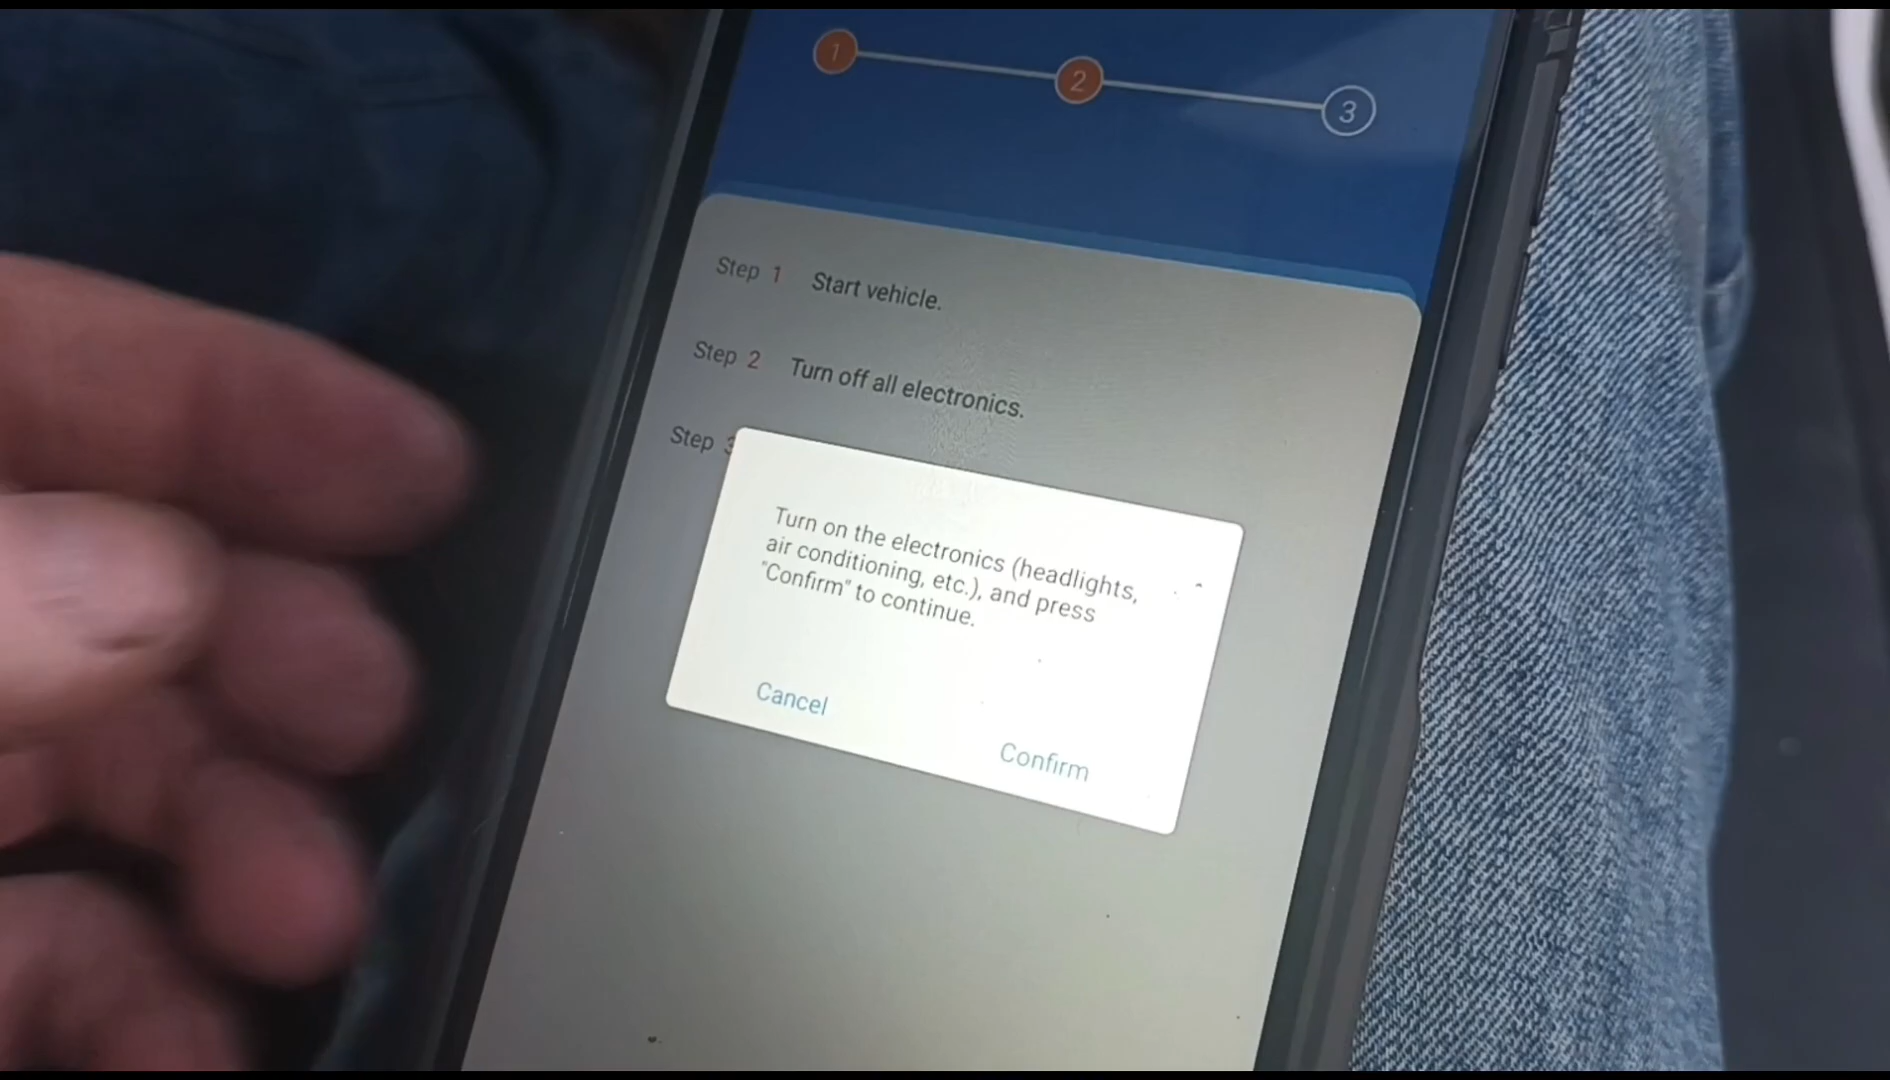 1
2
3
Step 1 Start vehicle.
Step 2 Turn off all electronics.
Step 3
Turn on the electronics (headlights,
air conditioning, etc.), and press
"Confirm" to continue.
Cancel
Confirm